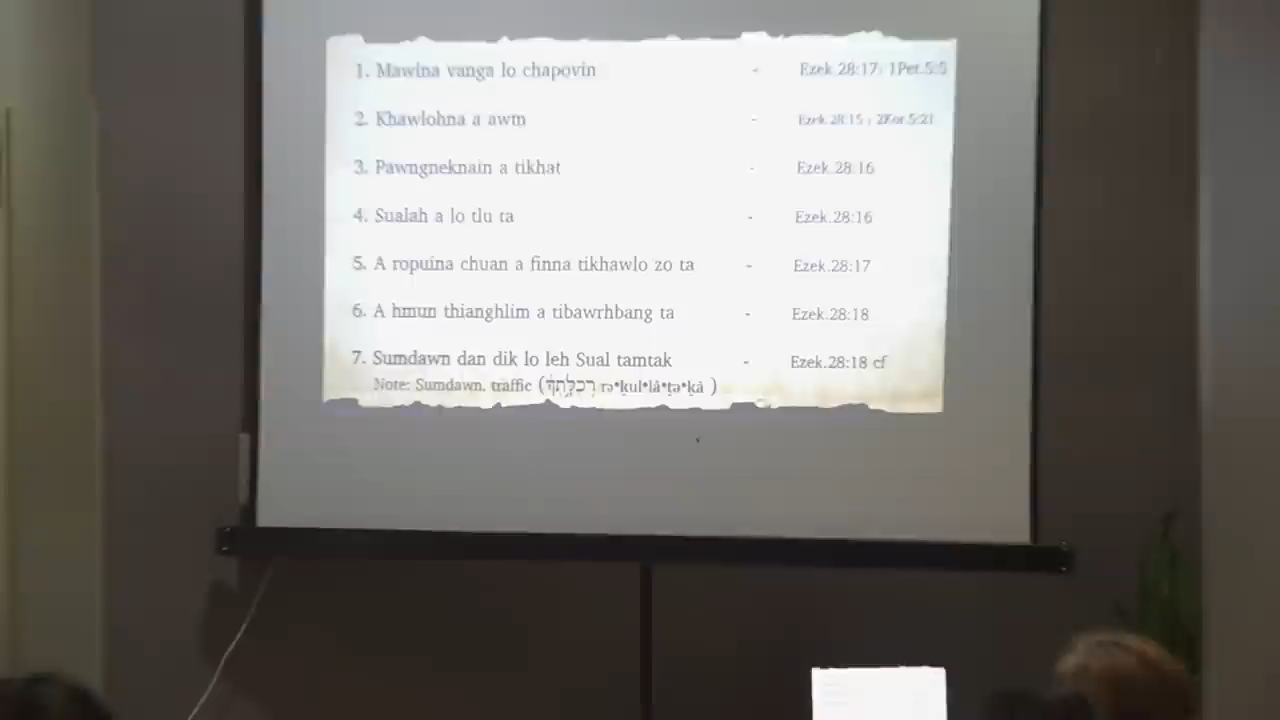 1. Mawina vanga lo chapovin - Ezek.28:17; 1Pet.5:5
2. Khawlohna a awm - Ezek.28:15 ; 2Kor.5:21
3. Pawngneknain a tikhat - Ezek.28:16
4. Sualah a lo tlu ta - Ezek.28:16
5. A ropuina chuan a finna tikhawlo zo ta - Ezek.28:17
6. A hmun thianghlim a tibawrhbang ta - Ezek.28:18
7. Sumdawn dan dik lo leh Sual tamtak - Ezek.28:18 cf
Note: Sumdawn, traffic (רְכֻלָּתְךָ֙ rə•ḵul•lā•ṯə•ḵā )